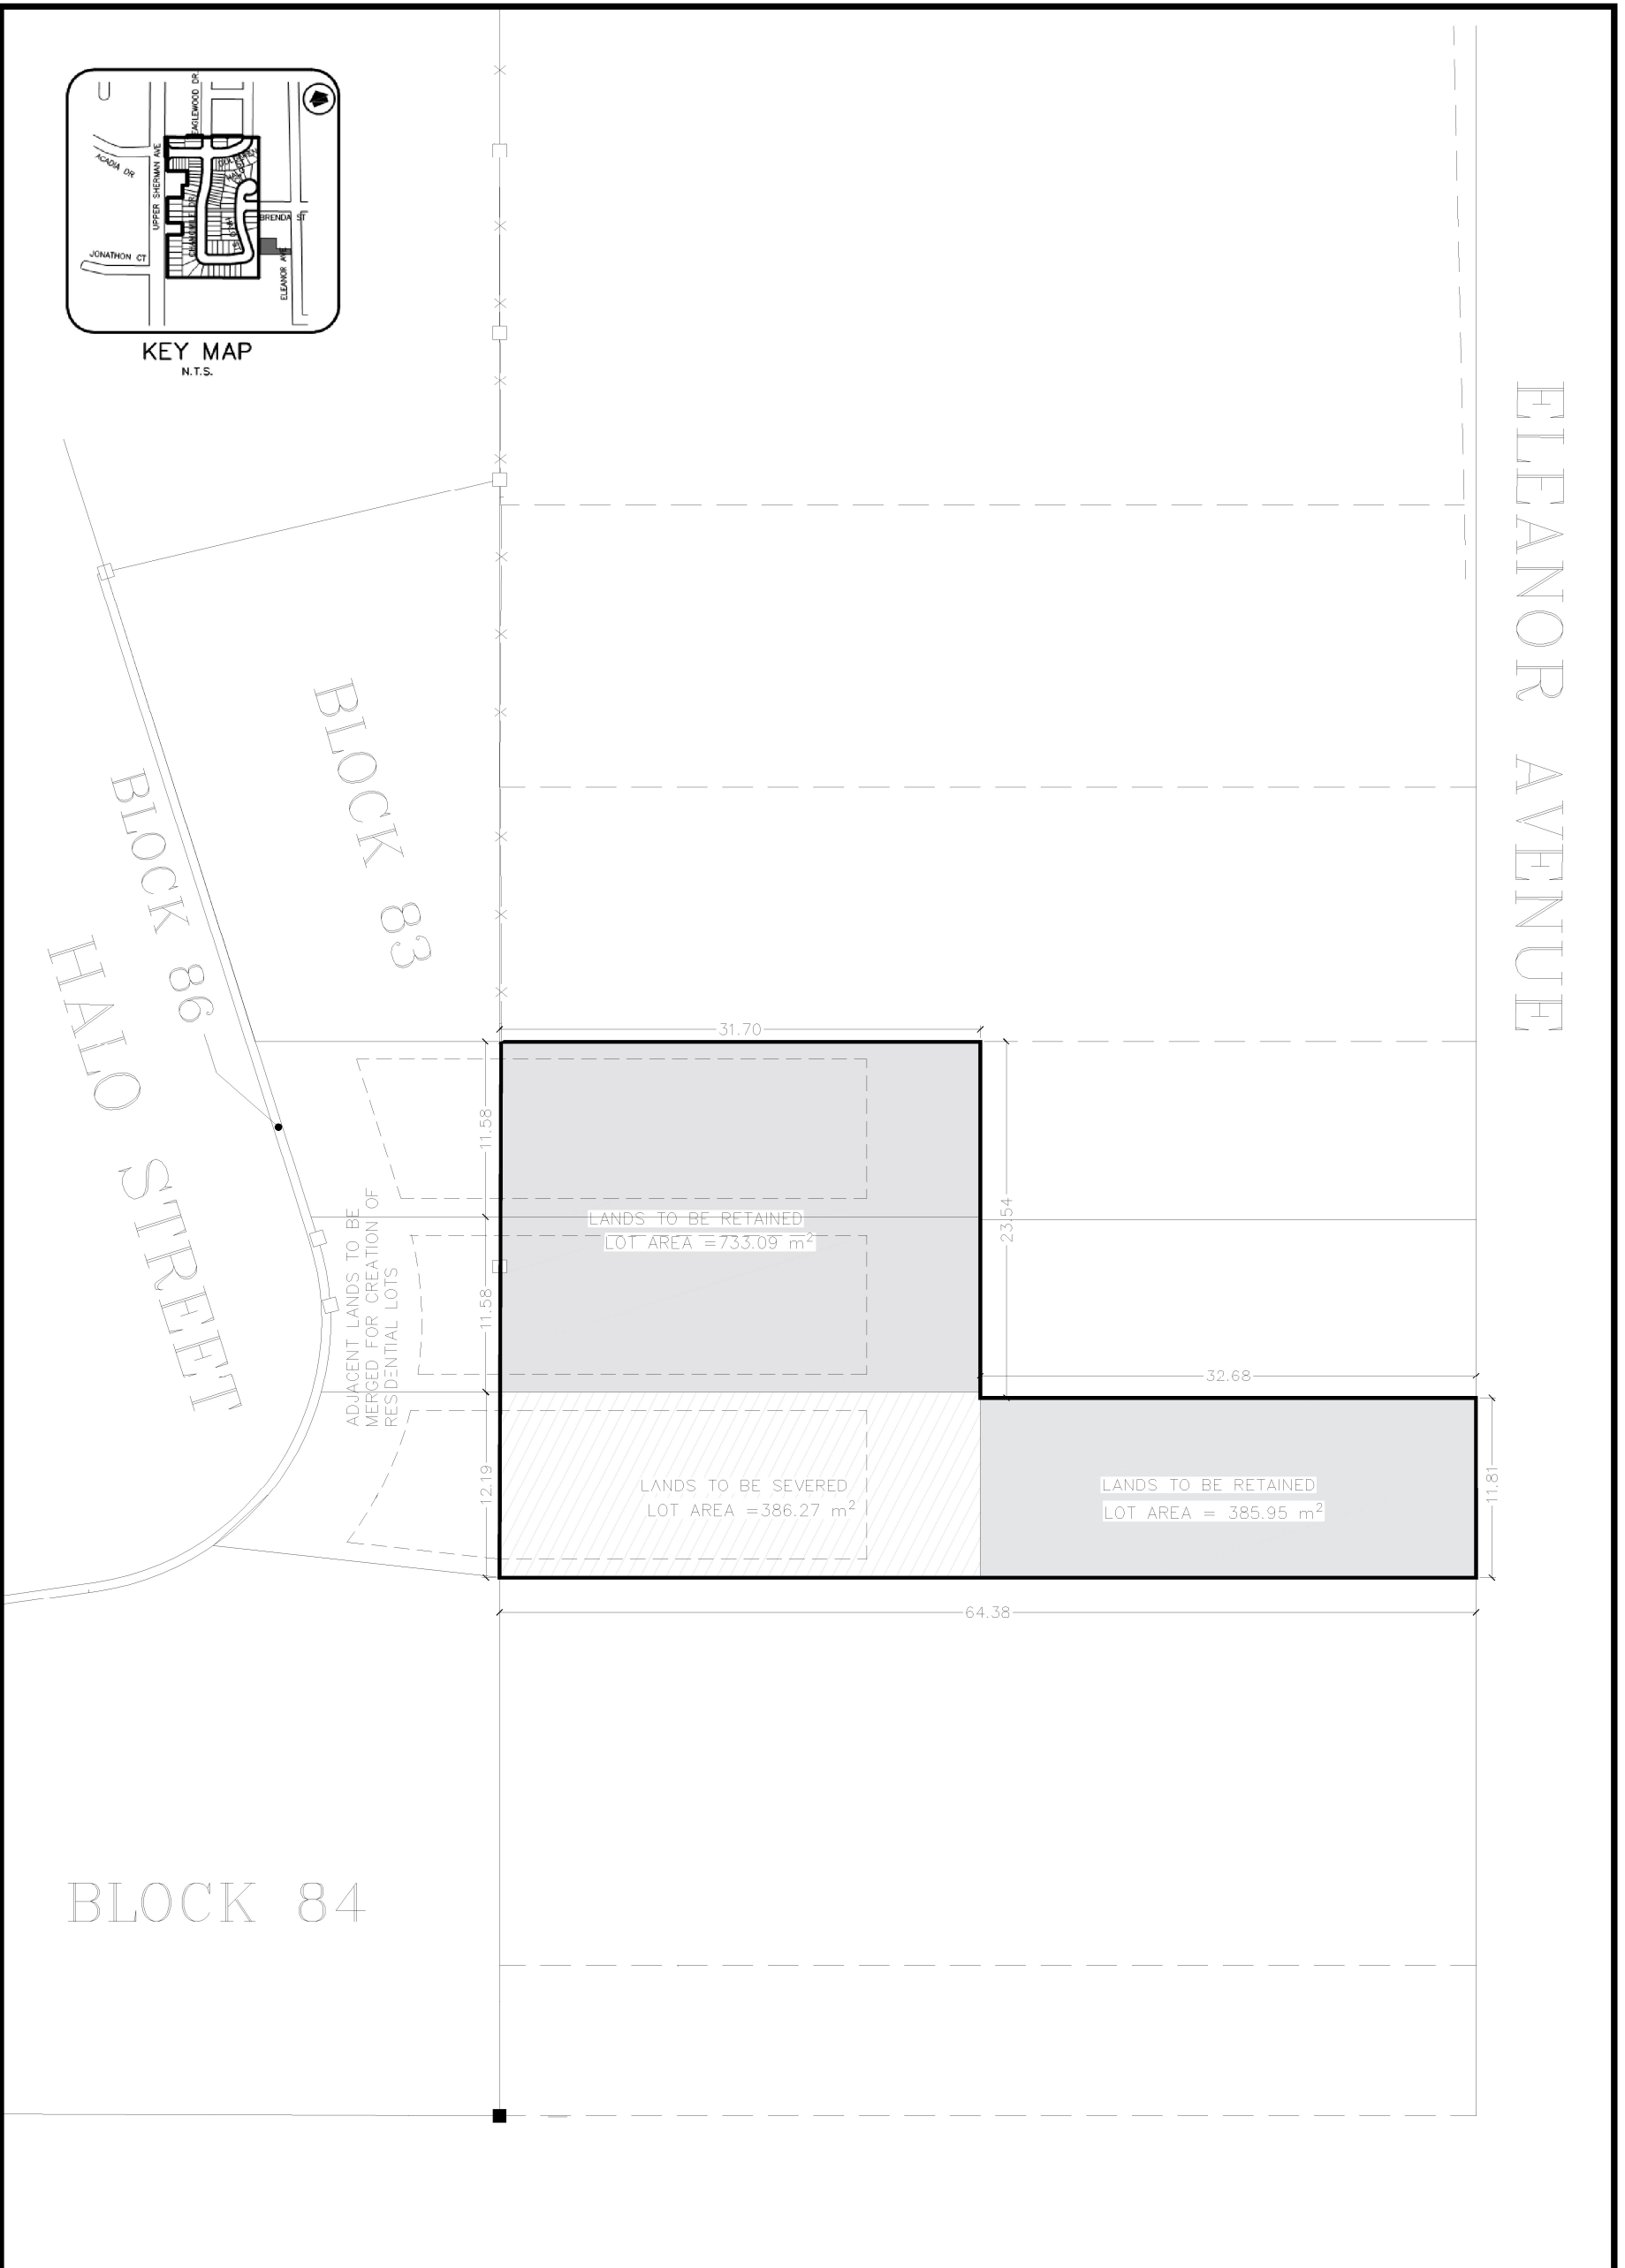 EAGLEWOOD DR.
ACADIA DR
UPPER SHERMAN AVE
CHAMOMILE DR
BRENDA ST
JONATHON CT
ELEANOR AVE
KEY MAP
N.T.S.
ELEANOR AVENUE
BLOCK 83
BLOCK 86
HALO STREET
31.70
11.58
23.54
LANDS TO BE RETAINED
LOT AREA =733.09 m²
ADJACENT LANDS TO BE
MERGED FOR CREATION OF
RESIDENTIAL LOTS
11.58
32.68
12.19
LANDS TO BE SEVERED
LOT AREA =386.27 m²
LANDS TO BE RETAINED
LOT AREA = 385.95 m²
11.81
64.38
BLOCK 84